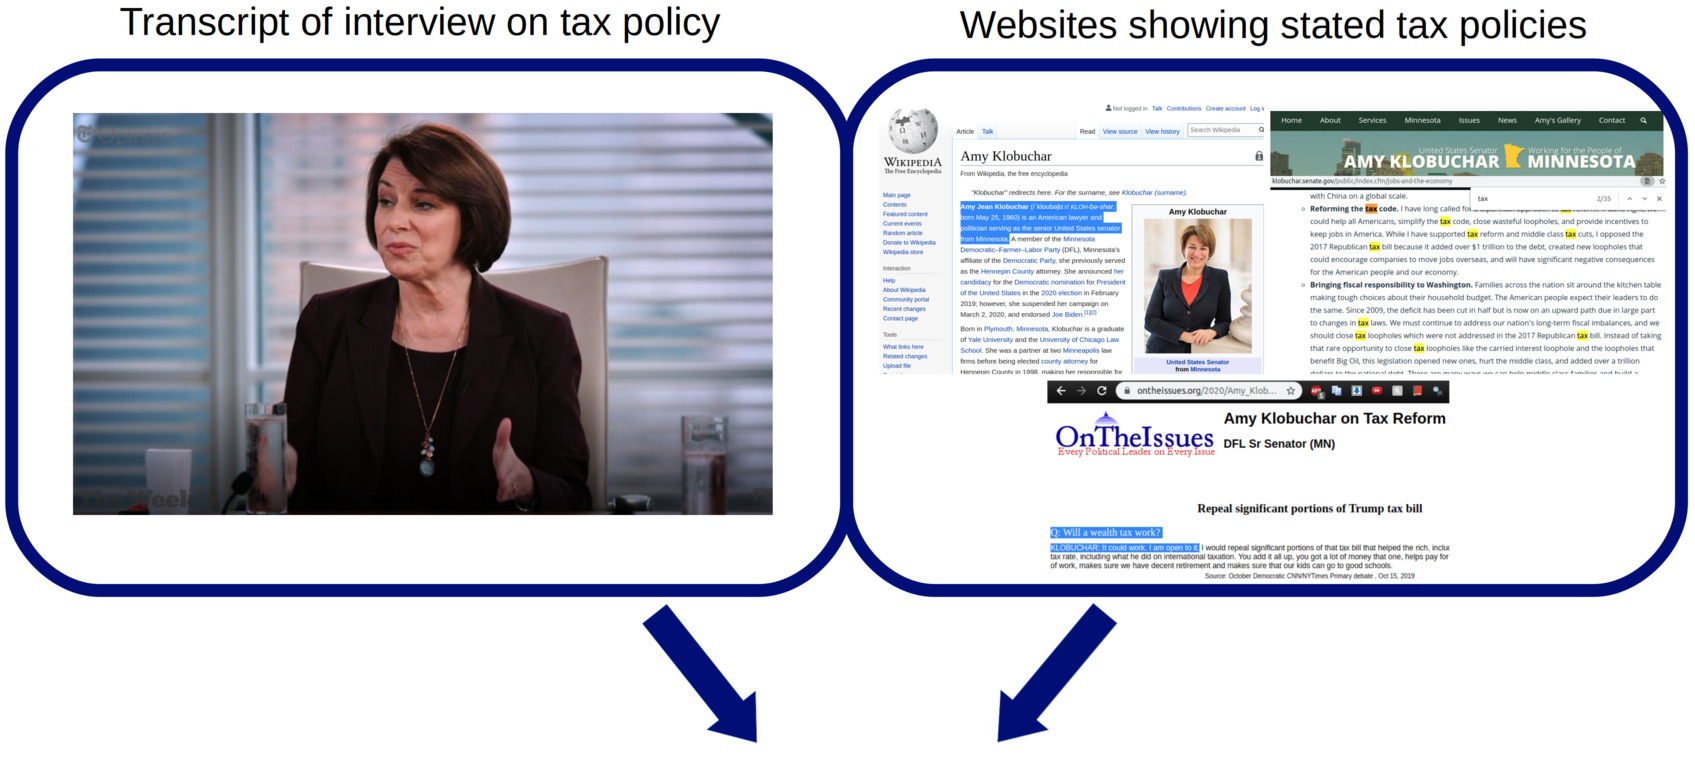 Transcript of interview on tax policy
Websites showing stated tax policies
Opinion
The Week
WIKIPEDIA
The Free Encyclopedia
Main page
Contents
Featured content
Current events
Random article
Donate to Wikipedia
Wikipedia store
Interaction
Help
About Wikipedia
Community portal
Recent changes
Contact page
Tools
What links here
Related changes
Upload file
Not logged in Talk Contributions Create account Log
Article Talk
Read View source View history Search Wikipedia
Amy Klobuchar
From Wikipedia, the free encyclopedia
"Klobuchar" redirects here. For the surname, see Klobuchar (surname).
Amy Jean Klobuchar (/ˈkloʊbəʃɑːr/ KLOH-bə-shar;
born May 25, 1960) is an American lawyer and
politician serving as the senior United States senator
from Minnesota. A member of the Minnesota
Democratic–Farmer–Labor Party (DFL), Minnesota's
affiliate of the Democratic Party, she previously served
as the Hennepin County attorney. She announced her
candidacy for the Democratic nomination for President
of the United States in the 2020 election in February
2019; however, she suspended her campaign on
March 2, 2020, and endorsed Joe Biden.[1][2]
Born in Plymouth, Minnesota, Klobuchar is a graduate
of Yale University and the University of Chicago Law
School. She was a partner at two Minneapolis law
firms before being elected county attorney for
Hennepin County in 1998, making her responsible for
Amy Klobuchar
United States Senator
from Minnesota
Home About Services Minnesota Issues News Amy's Gallery Contact
United States Senator Working for the People of
AMY KLOBUCHAR MINNESOTA
klobuchar.senate.gov/public/index.cfm/jobs-and-the-economy
tax 2/35
with China on a global scale.
Reforming the tax code. I have long called for
could help all Americans, simplify the tax code, close wasteful loopholes, and provide incentives to
keep jobs in America. While I have supported tax reform and middle class tax cuts, I opposed the
2017 Republican tax bill because it added over $1 trillion to the debt, created new loopholes that
could encourage companies to move jobs overseas, and will have significant negative consequences
for the American people and our economy.
Bringing fiscal responsibility to Washington. Families across the nation sit around the kitchen table
making tough choices about their household budget. The American people expect their leaders to do
the same. Since 2009, the deficit has been cut in half but is now on an upward path due in large part
to changes in tax laws. We must continue to address our nation's long-term fiscal imbalances, and we
should close tax loopholes which were not addressed in the 2017 Republican tax bill. Instead of taking
that rare opportunity to close tax loopholes like the carried interest loophole and the loopholes that
benefit Big Oil, this legislation opened new ones, hurt the middle class, and added over a trillion
dollars to the national debt. There are many ways we can help middle class families and build a
ontheissues.org/2020/Amy_Klob...
OnTheIssues
Every Political Leader on Every Issue
Amy Klobuchar on Tax Reform
DFL Sr Senator (MN)
Repeal significant portions of Trump tax bill
Q: Will a wealth tax work?
KLOBUCHAR: It could work. I am open to it. I would repeal significant portions of that tax bill that helped the rich, inclu
tax rate, including what he did on international taxation. You add it all up, you got a lot of money that one, helps pay for
of work, makes sure we have decent retirement and makes sure that our kids can go to good schools.
Source: October Democratic CNN/NYTimes Primary debate , Oct 15, 2019